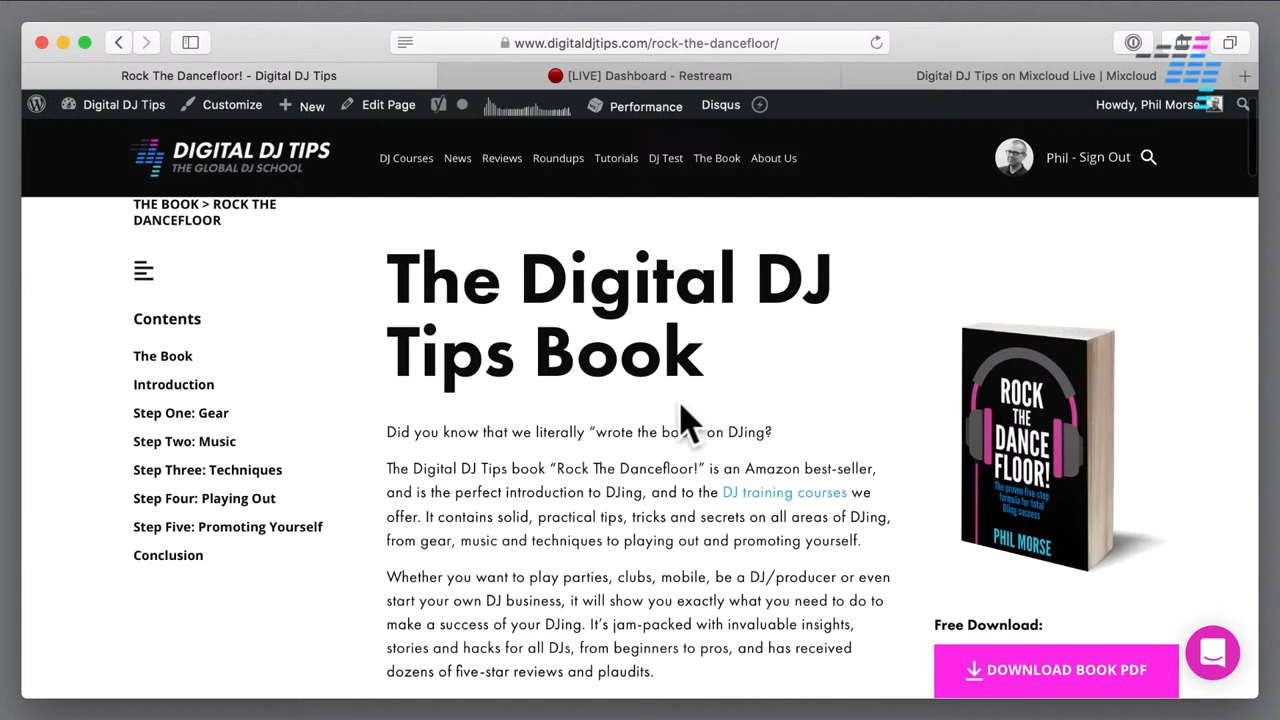 www.digitaldjtips.com/rock-the-dancefloor/
Rock The Dancefloor! - Digital DJ Tips
[LIVE] Dashboard - Restream
Digital DJ Tips on Mixcloud Live | Mixcloud
Digital DJ Tips
Customize
New
Edit Page
Performance
Disqus
Howdy, Phil Morse
DIGITAL DJ TIPS
THE GLOBAL DJ SCHOOL
DJ Courses
News
Reviews
Roundups
Tutorials
DJ Test
The Book
About Us
Phil - Sign Out
THE BOOK > ROCK THE
DANCEFLOOR
Contents
The Book
Introduction
Step One: Gear
Step Two: Music
Step Three: Techniques
Step Four: Playing Out
Step Five: Promoting Yourself
Conclusion
The Digital DJ
Tips Book
Did you know that we literally “wrote the book” on DJing?
The Digital DJ Tips book “Rock The Dancefloor!” is an Amazon best-seller,
and is the perfect introduction to DJing, and to the DJ training courses we
offer. It contains solid, practical tips, tricks and secrets on all areas of DJing,
from gear, music and techniques to playing out and promoting yourself.
Whether you want to play parties, clubs, mobile, be a DJ/producer or even
start your own DJ business, it will show you exactly what you need to do to
make a success of your DJing. It’s jam-packed with invaluable insights,
stories and hacks for all DJs, from beginners to pros, and has received
dozens of five-star reviews and plaudits.
ROCK
THE
DANCE
FLOOR!
The proven five-step
formula for total
DJing success
PHIL MORSE
Free Download:
DOWNLOAD BOOK PDF